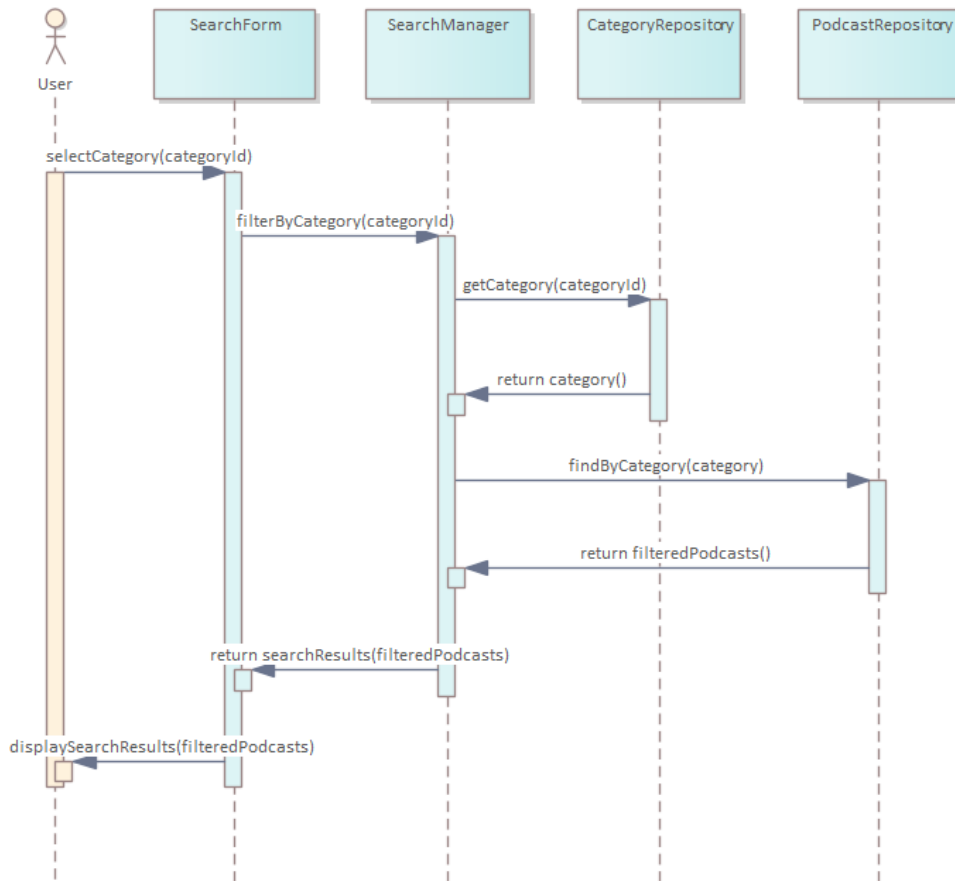 SearchForm
SearchManager
CategoryRepository
PodcastRepository
User
selectCategory(categoryId)
filterByCategory(categoryId)
getCategory(categoryId)
return category()
findByCategory(category)
return filteredPodcasts()
return searchResults(filteredPodcasts)
displaySearchResults(filteredPodcasts)